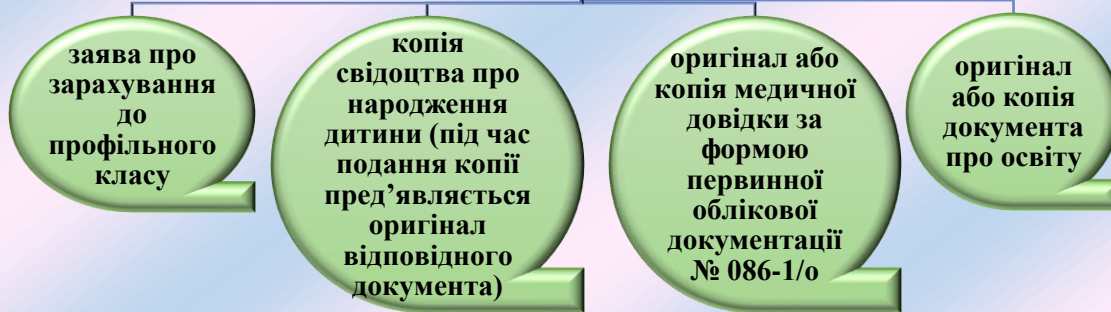 заява про
зарахування
до
профільного
класу
копія
свідоцтва про
народження
дитини (під час
подання копії
пред’являється
оригінал
відповідного
документа)
оригінал або
копія медичної
довідки за
формою
первинної
облікової
документації
№ 086-1/о
оригінал
або копія
документа
про освіту